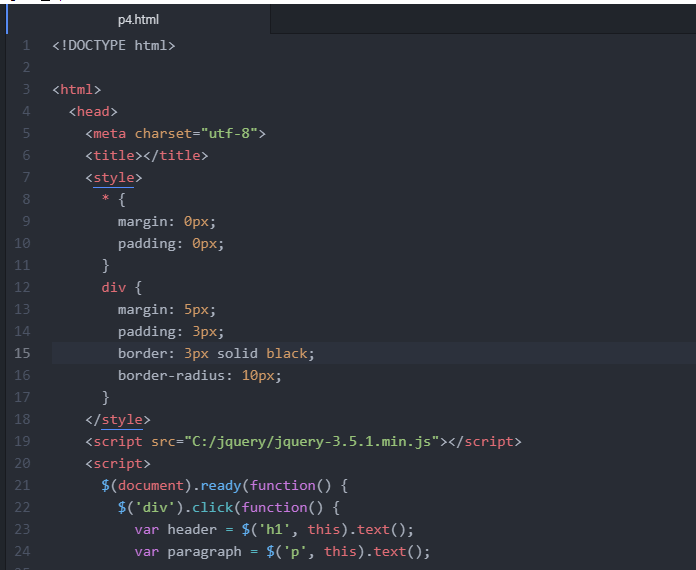 p4.html
1 <!DOCTYPE html>
2
3 <html>
4 <head>
5 <meta charset="utf-8">
6 <title></title>
7 <style>
8 * {
9 margin: 0px;
10 padding: 0px;
11 }
12 div {
13 margin: 5px;
14 padding: 3px;
15 border: 3px solid black;
16 border-radius: 10px;
17 }
18 </style>
19 <script src="C:/jquery/jquery-3.5.1.min.js"></script>
20 <script>
21 $(document).ready(function() {
22 $('div').click(function() {
23 var header = $('h1', this).text();
24 var paragraph = $('p', this).text();